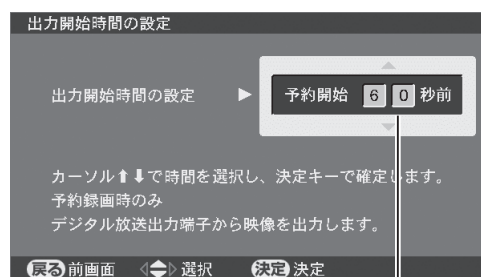 出力開始時間の設定
出力開始時間の設定 ▶ 予約開始 60 秒前
カーソル⬆⬇で時間を選択し、決定キーで確定します。
予約録画時のみ
デジタル放送出力端子から映像を出力します。
戻る 前画面 選択 決定 決定